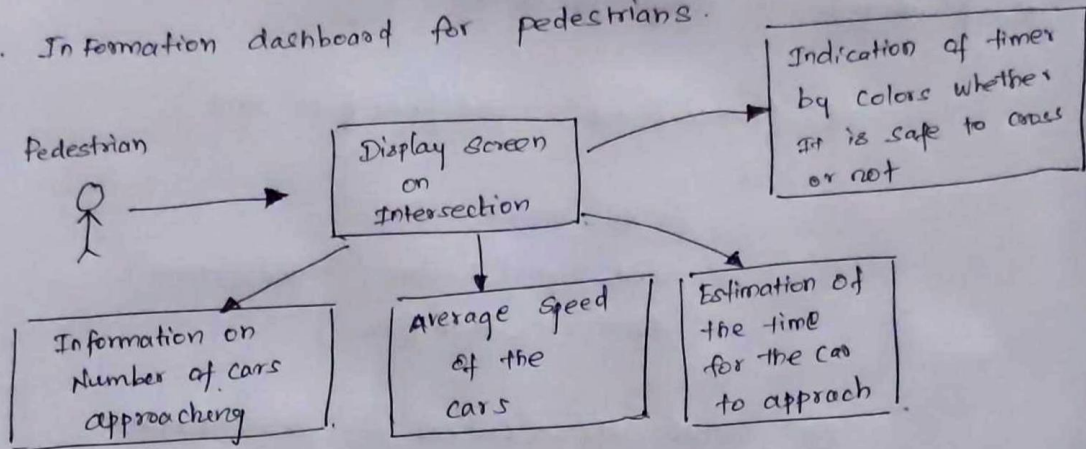 . Information dashboard for pedestrians.
Indication of timer
by colors whether
It is safe to cross
or not
Pedestrian
Display Screen
on
Intersection
Information on
Number of cars
approaching
Average Speed
of the
cars
Estimation of
the time
for the car
to approach